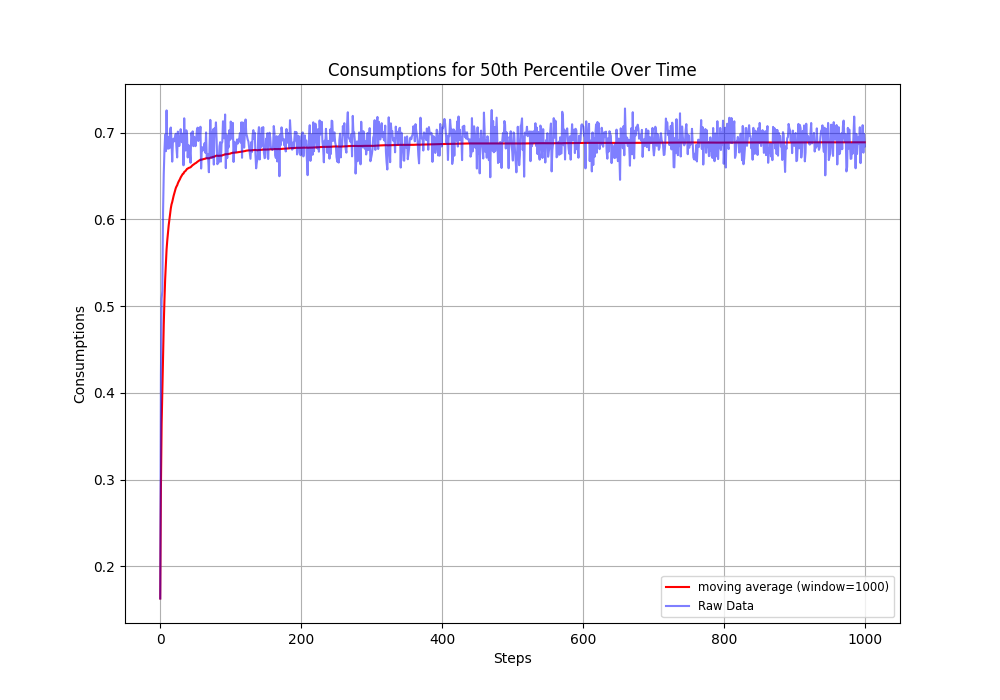 Consumptions for 50th Percentile Over Time
Consumptions
0.7
0.6
0.5
0.4
0.3
0.2
0
200
400
600
800
1000
Steps
moving average (window=1000)
Raw Data